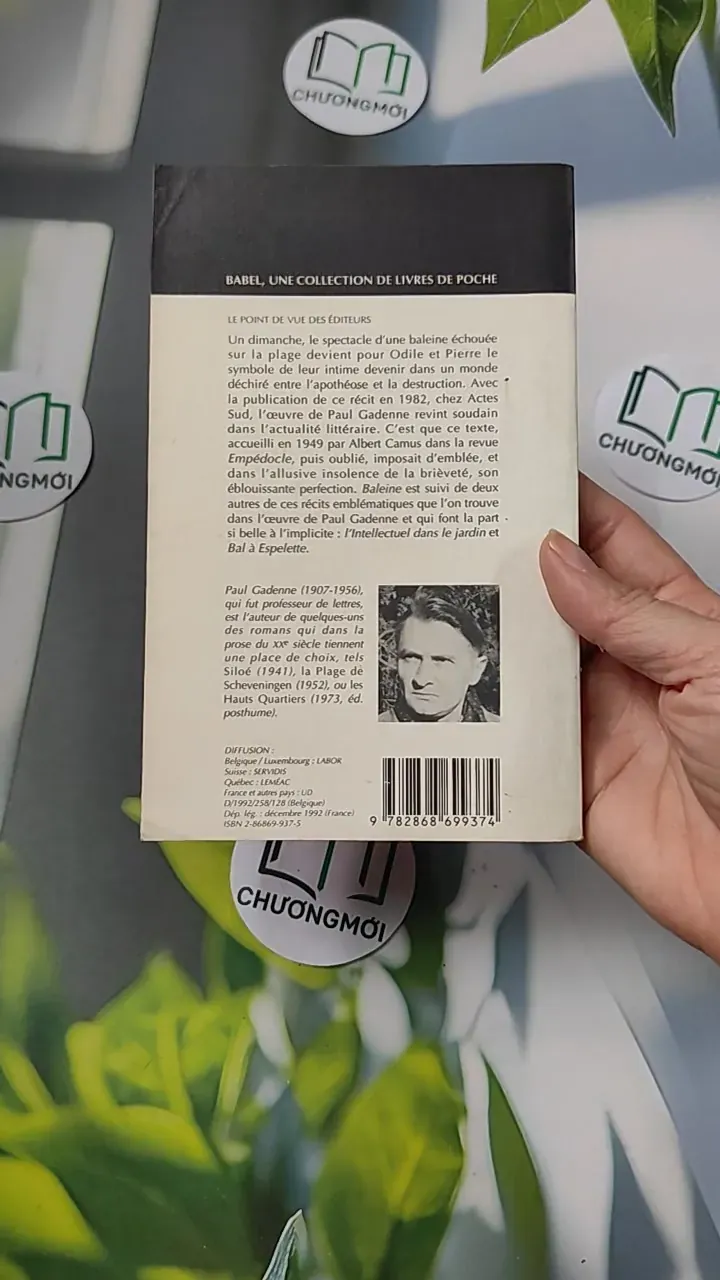 CHƯƠNGMỚI
BABEL, UNE COLLECTION DE LIVRES DE POCHE
LE POINT DE VUE DES ÉDITEURS
Un dimanche, le spectacle d'une baleine échouée
sur la plage devient pour Odile et Pierre le
symbole de leur intime devenir dans un monde
déchiré entre l'apothéose et la destruction. Avec
la publication de ce récit en 1982, chez Actes
Sud, l'œuvre de Paul Gadenne revint soudain
dans l'actualité littéraire. C'est que ce texte,
accueilli en 1949 par Albert Camus dans la revue
Empédocle, puis oublié, imposait d'emblée, et
dans l'allusive insolence de la brièveté, son
éblouissante perfection. Baleine est suivi de deux
autres de ces récits emblématiques que l'on trouve
dans l'œuvre de Paul Gadenne et qui font la part
si belle à l'implicite : l'Intellectuel dans le jardin et
Bal à Espelette.
Paul Gadenne (1907-1956),
qui fut professeur de lettres,
est l'auteur de quelques-uns
des romans qui dans la
prose du XXe siècle tiennent
une place de choix, tels
Siloé (1941), la Plage de
Scheveningen (1952), ou les
Hauts Quartiers (1973, éd.
posthume).
DIFFUSION :
Belgique / Luxembourg : LABOR
Suisse : SERVIDIS
Québec : LEMÉAC
France et autres pays : UD
D/1992/258/128 (Belgique)
Dép. lég. : décembre 1992 (France)
ISBN 2-86869-937-5
9 782868 699374
NGMỚI
CHƯƠNGMỚI
CHƯƠNGMỚI